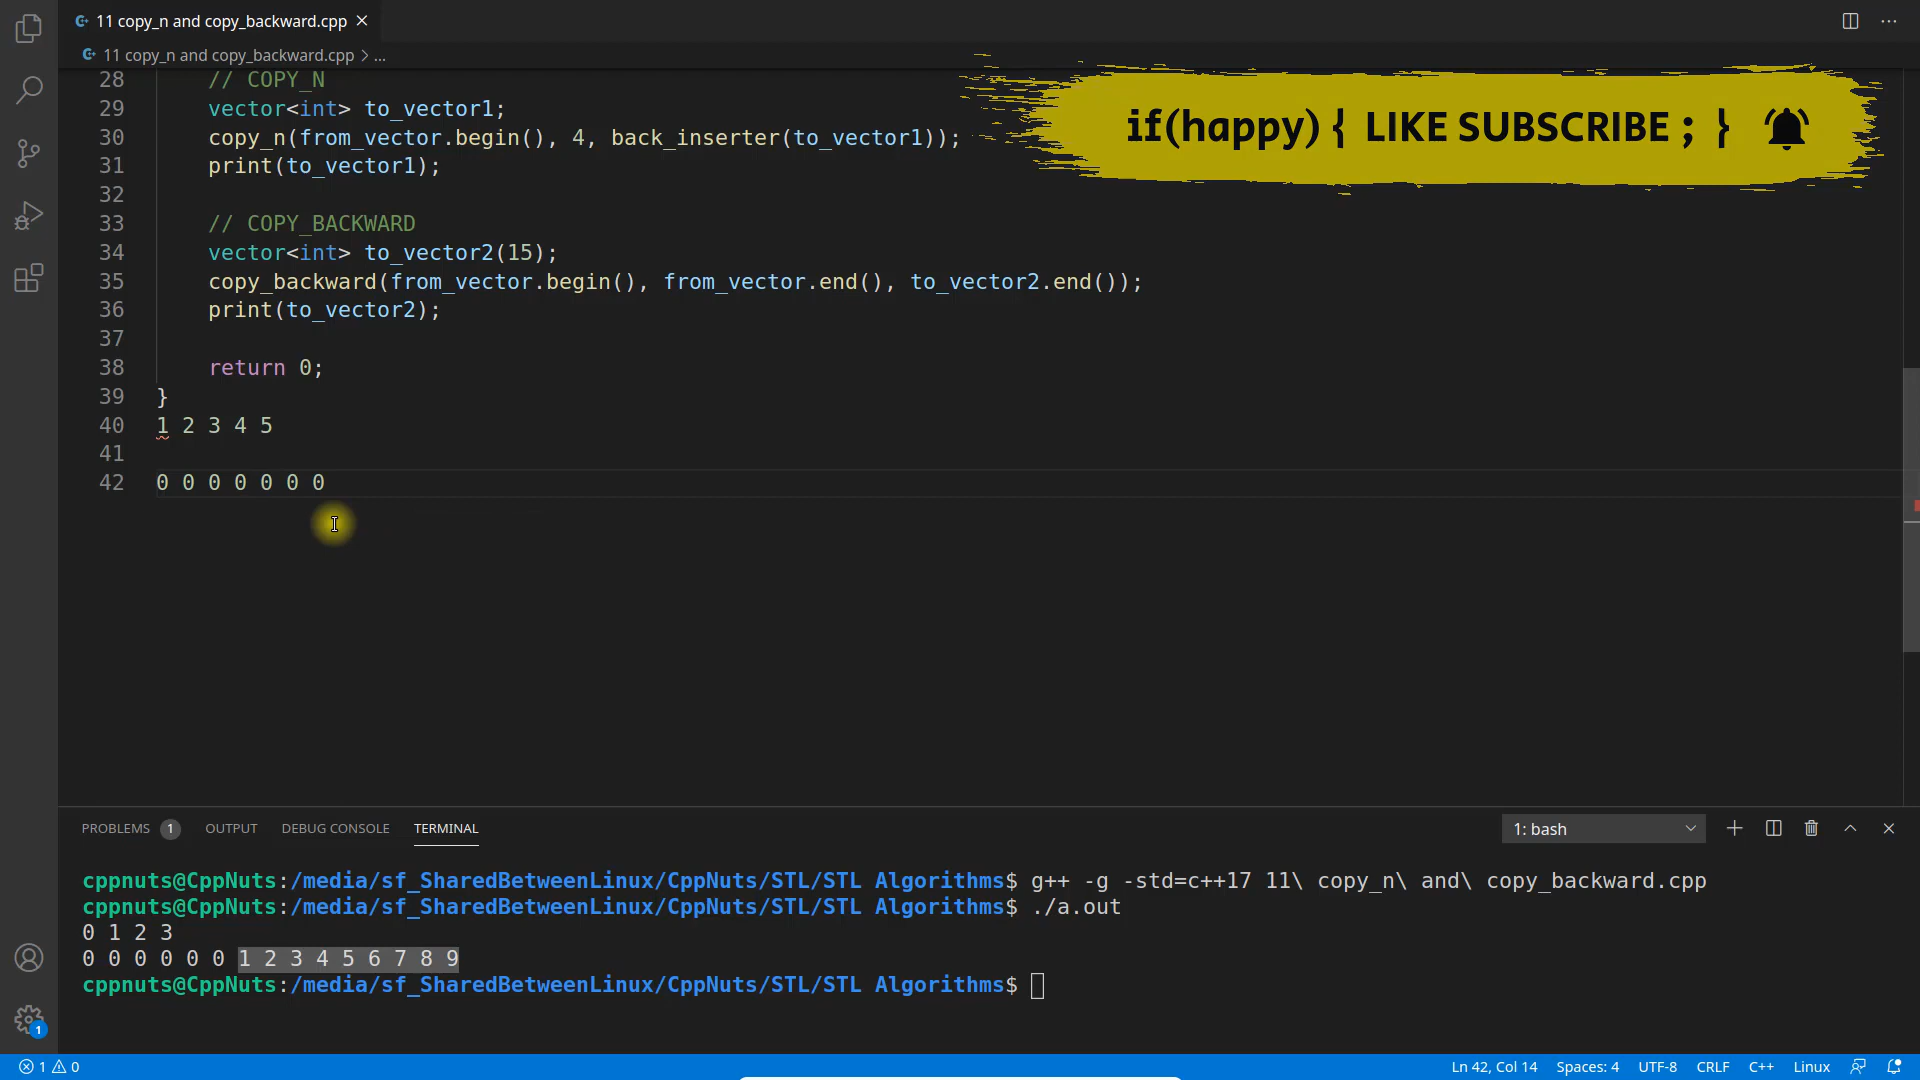 11 copy_n and copy_backward.cpp
11 copy_n and copy_backward.cpp > ...
if(happy) { LIKE SUBSCRIBE ; }
28 // COPY_N
29 vector<int> to_vector1;
30 copy_n(from_vector.begin(), 4, back_inserter(to_vector1));
31 print(to_vector1);
32
33 // COPY_BACKWARD
34 vector<int> to_vector2(15);
35 copy_backward(from_vector.begin(), from_vector.end(), to_vector2.end());
36 print(to_vector2);
37
38 return 0;
39 }
40 1 2 3 4 5
41
42 0 0 0 0 0 0 0
PROBLEMS 1 OUTPUT DEBUG CONSOLE TERMINAL 1: bash
cppnuts@CppNuts:/media/sf_SharedBetweenLinux/CppNuts/STL/STL Algorithms$ g++ -g -std=c++17 11\ copy_n\ and\ copy_backward.cpp
cppnuts@CppNuts:/media/sf_SharedBetweenLinux/CppNuts/STL/STL Algorithms$ ./a.out
0 1 2 3
0 0 0 0 0 0 1 2 3 4 5 6 7 8 9
cppnuts@CppNuts:/media/sf_SharedBetweenLinux/CppNuts/STL/STL Algorithms$
1
1 0 Ln 42, Col 14 Spaces: 4 UTF-8 CRLF C++ Linux